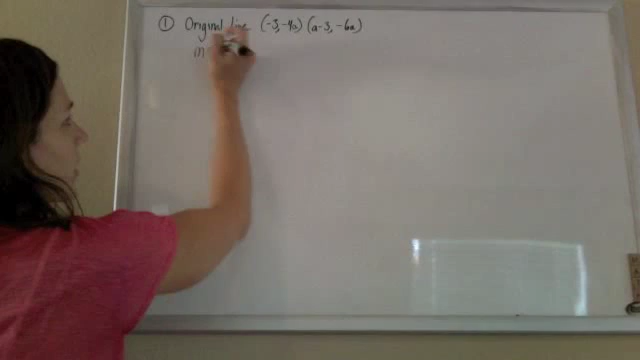 ① Original line (-3, -4a) (a-3, -6a)
m